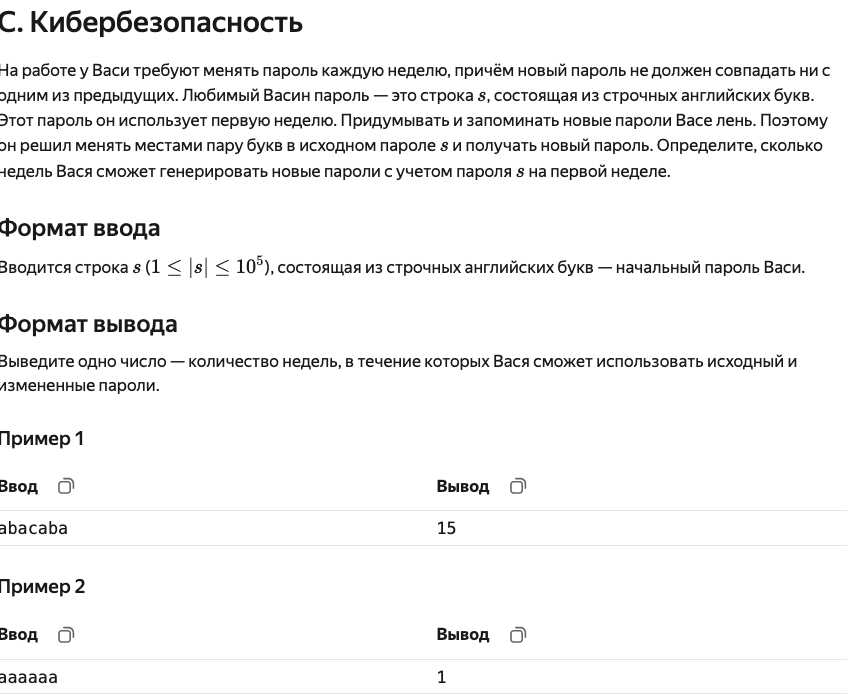 С. Кибербезопасность
На работе у Васи требуют менять пароль каждую неделю, причём новый пароль не должен совпадать ни с
одним из предыдущих. Любимый Васин пароль — это строка s, состоящая из строчных английских букв.
Этот пароль он использует первую неделю. Придумывать и запоминать новые пароли Васе лень. Поэтому
он решил менять местами пару букв в исходном пароле s и получать новый пароль. Определите, сколько
недель Вася сможет генерировать новые пароли с учетом пароля s на первой неделе.
Формат ввода
Вводится строка s (1 ≤ |s| ≤ 10⁵), состоящая из строчных английских букв — начальный пароль Васи.
Формат вывода
Выведите одно число — количество недель, в течение которых Вася сможет использовать исходный и
измененные пароли.
Пример 1
Ввод Вывод
abacaba 15
Пример 2
Ввод Вывод
aaaaaa 1